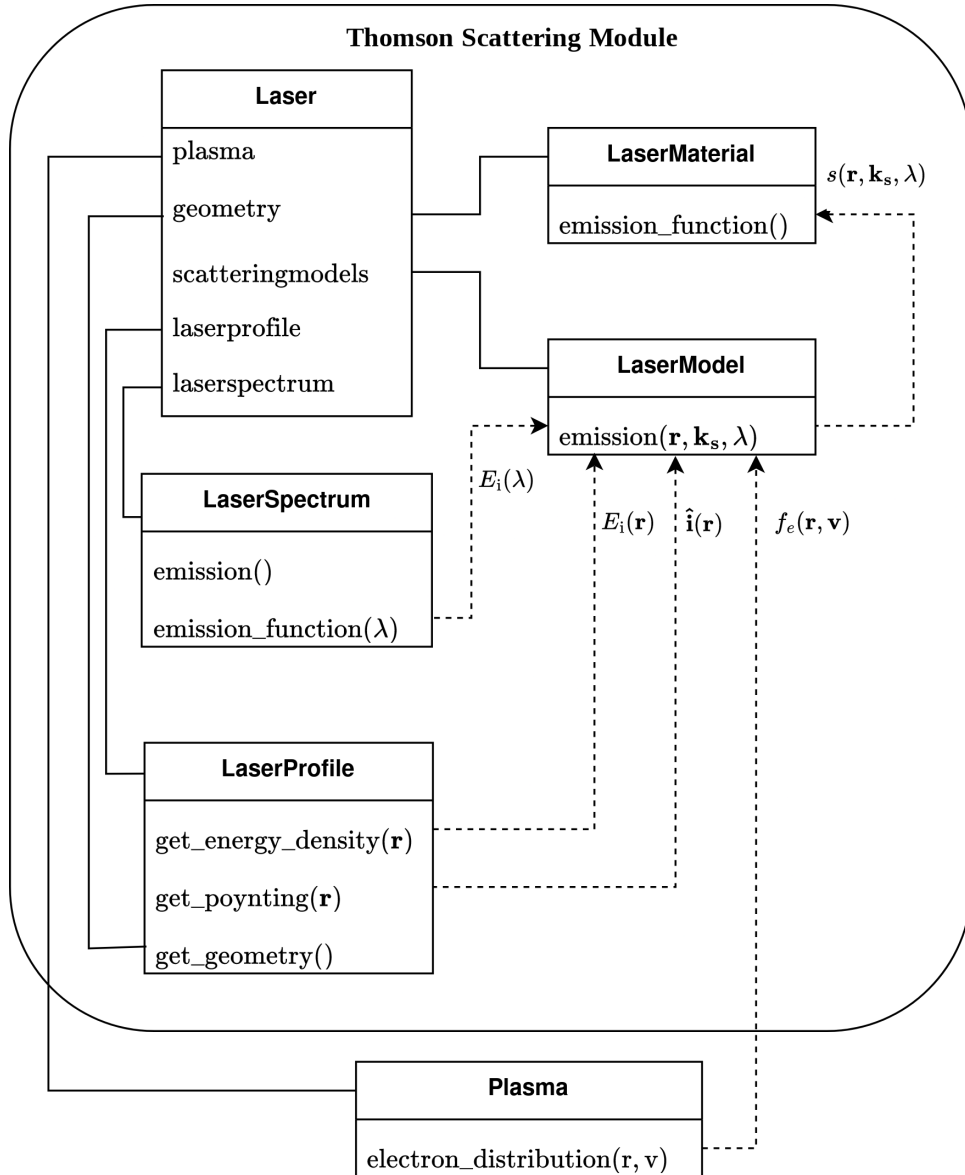 Thomson Scattering Module
Laser
plasma
geometry
scatteringmodels
laserprofile
laserspectrum
LaserMaterial
emission_function()
s(𝐫, 𝐤ₛ, λ)
LaserModel
emission(𝐫, 𝐤ₛ, λ)
LaserSpectrum
emission()
emission_function(λ)
Eᵢ(λ)
Eᵢ(𝐫)
𝐢̂(𝐫)
fₑ(𝐫, 𝐯)
LaserProfile
get_energy_density(𝐫)
get_poynting(𝐫)
get_geometry()
Plasma
electron_distribution(r, v)